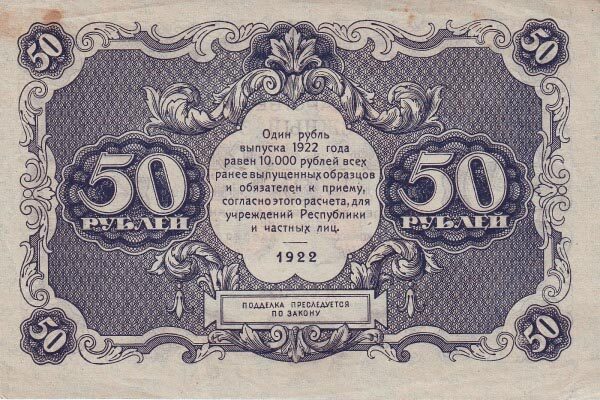 50 50
Один рубль
выпуска 1922 года
равен 10.000 рублей всех
ранее выпущенных образцов
и обязателен к приему,
согласно этого расчета, для
учреждений Республики
и частных лиц.
1922
50 РУБЛЕЙ
50 РУБЛЕЙ
ПОДДЕЛКА ПРЕСЛЕДУЕТСЯ
ПО ЗАКОНУ
50 50